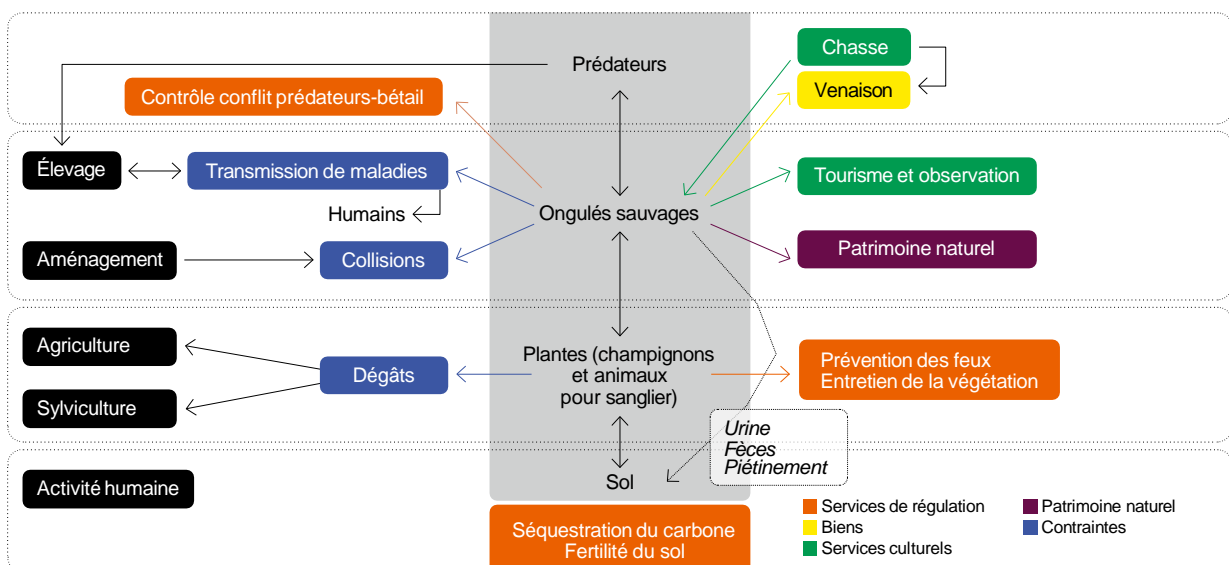 Prédateurs
Chasse
Venaison
Contrôle conflit prédateurs-bétail
Élevage
Transmission de maladies
Humains
Ongulés sauvages
Tourisme et observation
Aménagement
Collisions
Patrimoine naturel
Agriculture
Dégâts
Sylviculture
Plantes (champignons
et animaux
pour sanglier)
Prévention des feux
Entretien de la végétation
Urine
Fèces
Piétinement
Sol
Activité humaine
Séquestration du carbone
Fertilité du sol
Services de régulation
Biens
Services culturels
Patrimoine naturel
Contraintes